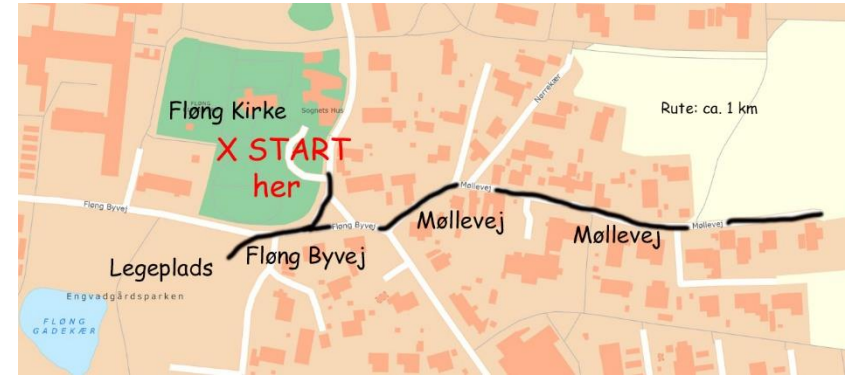 Fløng Kirke
Sognets Hus
X START
her
Nørrekær
Rute: ca. 1 km
Møllevej
Møllevej
Møllevej
Møllevej
Fløng Byvej
Fløng Byvej
Fløng Byvej
Legeplads
Engvadgårdsparken
FLØNG
GADEKÆR